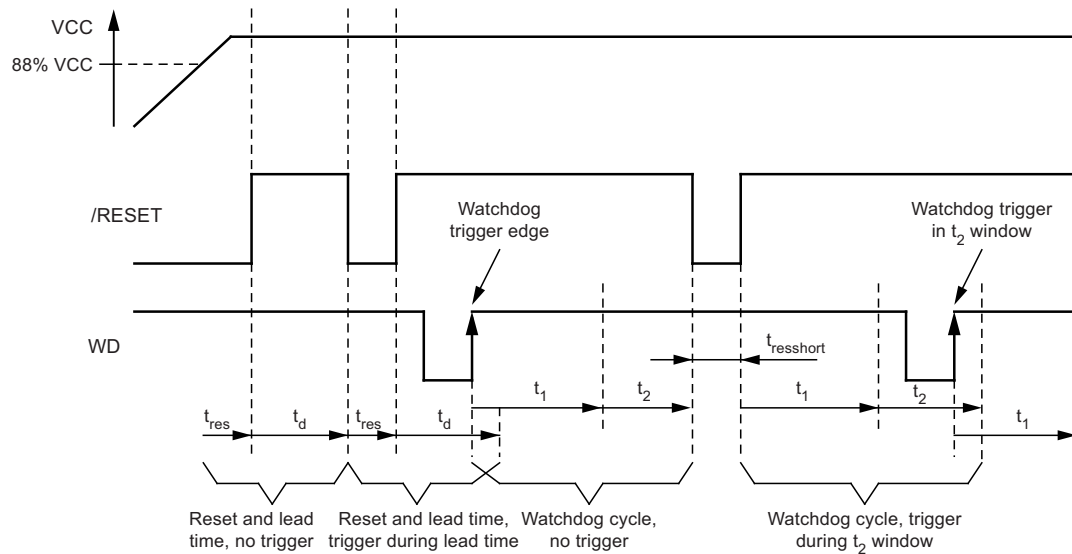 VCC
88% VCC
/RESET
Watchdog
trigger edge
Watchdog trigger
in t2 window
WD
tresshort
t1
t2
t1
t2
tres
td
tres
td
t1
Reset and lead
time, no trigger
Reset and lead time,
trigger during lead time
Watchdog cycle,
no trigger
Watchdog cycle, trigger
during t2 window